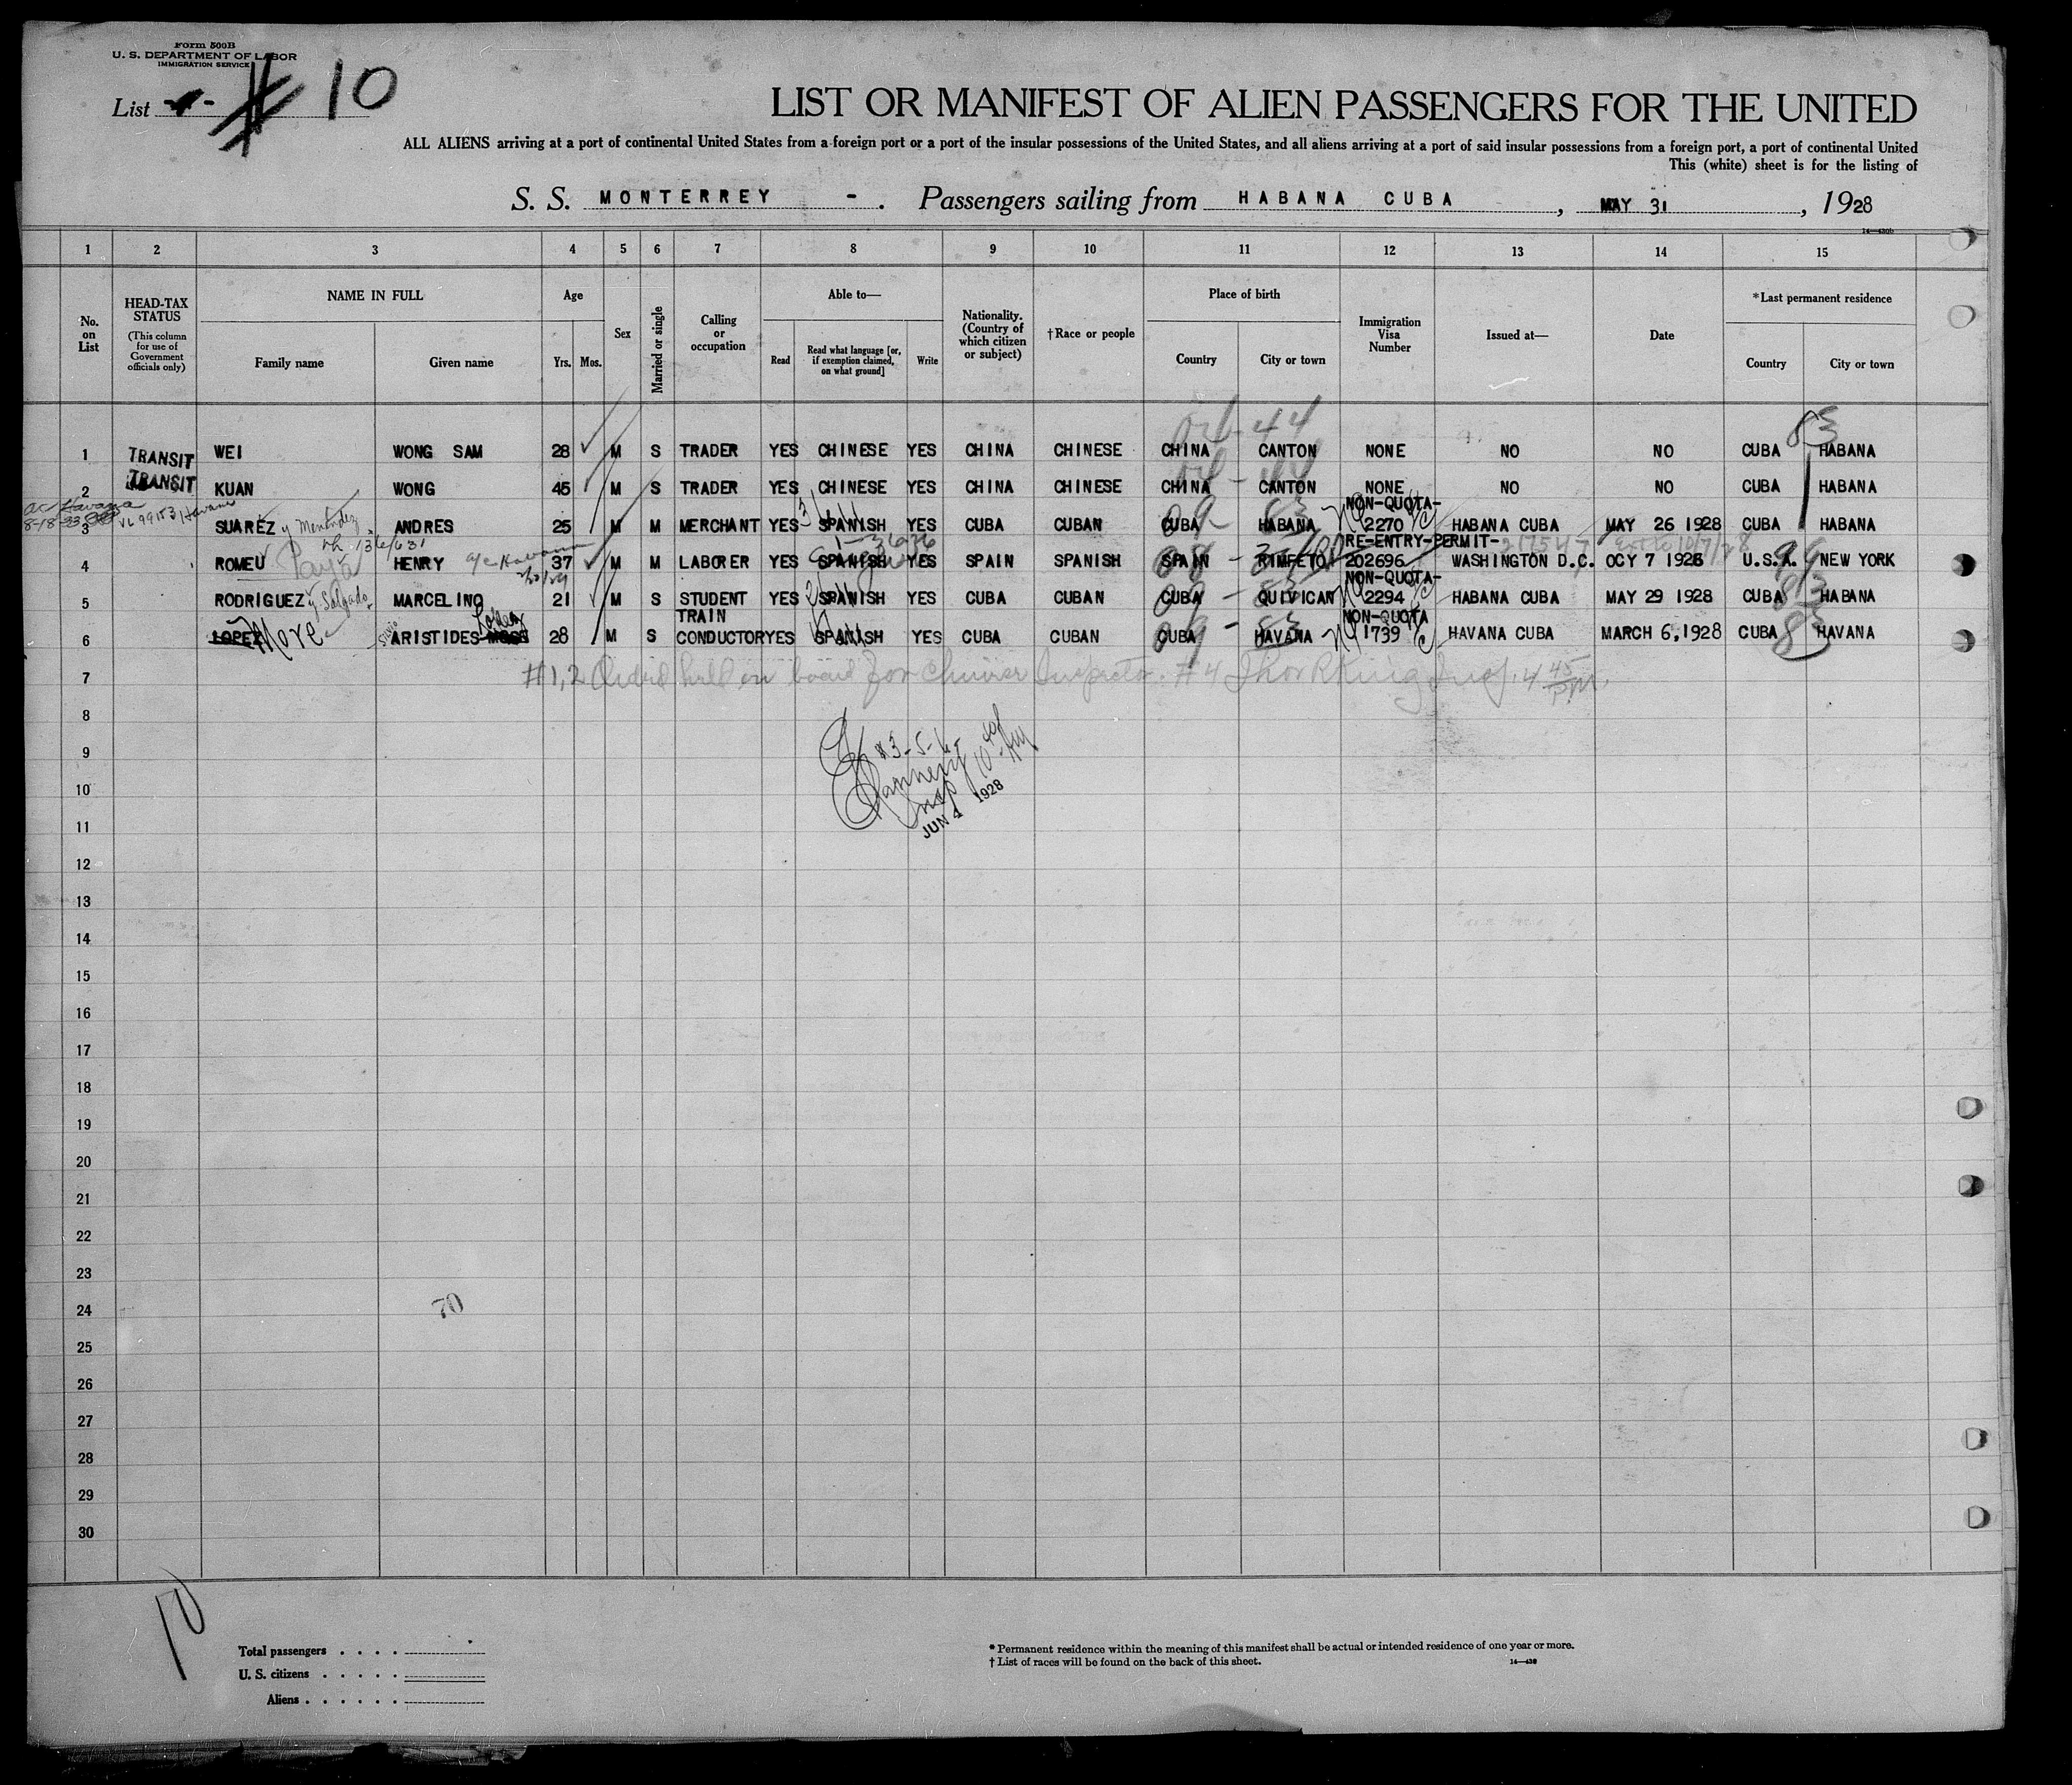 Form 500B
U. S. DEPARTMENT OF LABOR
IMMIGRATION SERVICE
List # 10
LIST OR MANIFEST OF ALIEN PASSENGERS FOR THE UNITED
ALL ALIENS arriving at a port of continental United States from a foreign port or a port of the insular possessions of the United States, and all aliens arriving at a port of said insular possessions from a foreign port, a port of continental United
This (white) sheet is for the listing of
S. S. MONTERREY - . Passengers sailing from HABANA CUBA , MAY 31 , 1928
14—430b
1 2 3 4 5 6 7 8 9 10 11 12 13 14 15
No. on List
HEAD-TAX STATUS (This column for use of Government officials only)
NAME IN FULL Family name Given name
Age Yrs. Mos.
Sex
Married or single
Calling or occupation
Able to— Read Read what language [or, if exemption claimed, on what ground] Write
Nationality. (Country of which citizen or subject)
†Race or people
Place of birth Country City or town
Immigration Visa Number
Issued at—
Date
*Last permanent residence Country City or town
1 TRANSIT WEI WONG SAM 28 M S TRADER YES CHINESE YES CHINA CHINESE CHINA CANTON NONE NO NO CUBA HABANA
2 TRANSIT KUAN WONG 45 M S TRADER YES CHINESE YES CHINA CHINESE CHINA CANTON NONE NO NO CUBA HABANA
NON-QUOTA-
3 SUAREZ y Menéndez ANDRES 25 M M MERCHANT YES SPANISH YES CUBA CUBAN CUBA HABANA 2270 HABANA CUBA MAY 26 1928 CUBA HABANA
RE-ENTRY-PERMIT-
4 ROMEU Paya HENRY 37 M M LABORER YES SPANISH YES SPAIN SPANISH SPAIN 202696 WASHINGTON D.C. OCY 7 1926 U.S.A. NEW YORK
NON-QUOTA-
5 RODRIGUEZ y Salgado MARCELINO 21 M S STUDENT YES SPANISH YES CUBA CUBAN CUBA QUIVICAN 2294 HABANA CUBA MAY 29 1928 CUBA HABANA
TRAIN NON-QUOTA
6 LOPEZ More ARISTIDES Lopez 28 M S CONDUCTOR YES SPANISH YES CUBA CUBAN CUBA HAVANA 1739 HAVANA CUBA MARCH 6,1928 CUBA HAVANA
7
8
9
JUN 4 1928
10
11
12
13
14
15
16
17
18
19
20
21
22
23
24
70
25
26
27
28
29
30
10
Total passengers . . . .
U. S. citizens . . . . .
Aliens . . . . . .
* Permanent residence within the meaning of this manifest shall be actual or intended residence of one year or more.
† List of races will be found on the back of this sheet.
14—430